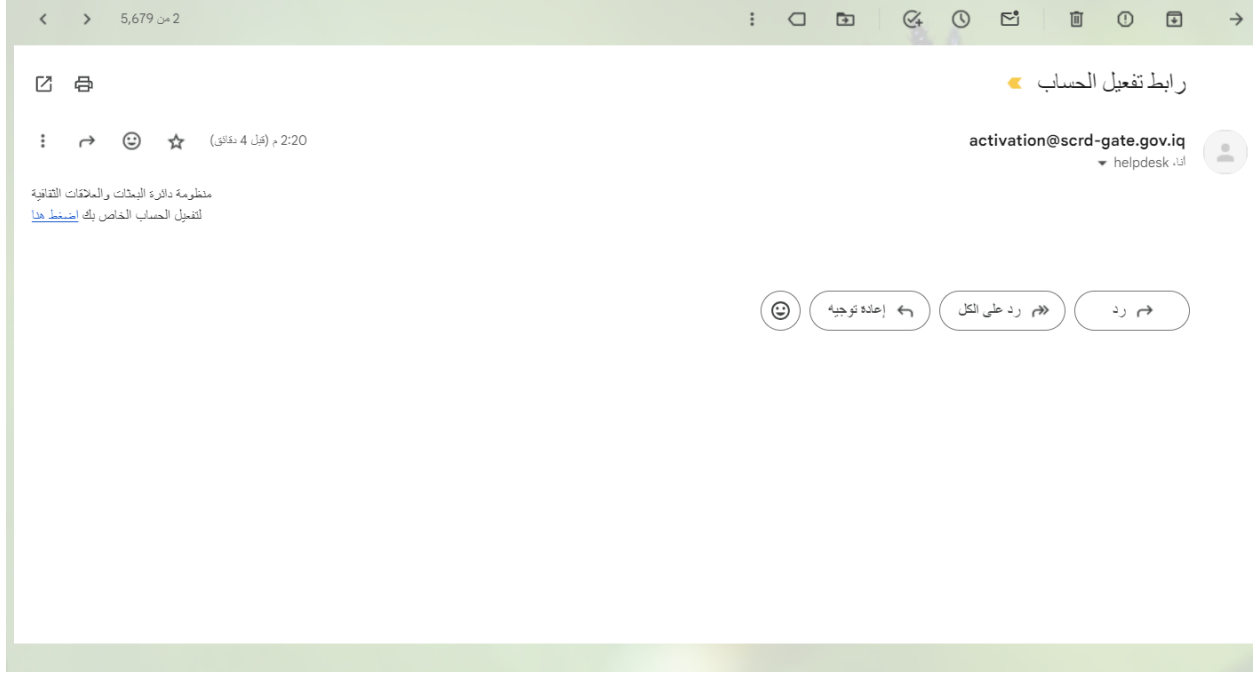 2 من 5,679
رابط تفعيل الحساب
activation@scrd-gate.gov.iq
2:20 م (قبل 4 دقائق)
أنا، helpdesk
منظومة دائرة البعثات والعلاقات الثقافية
لتفعيل الحساب الخاص بك اضغط هنا
رد
رد على الكل
إعادة توجيه